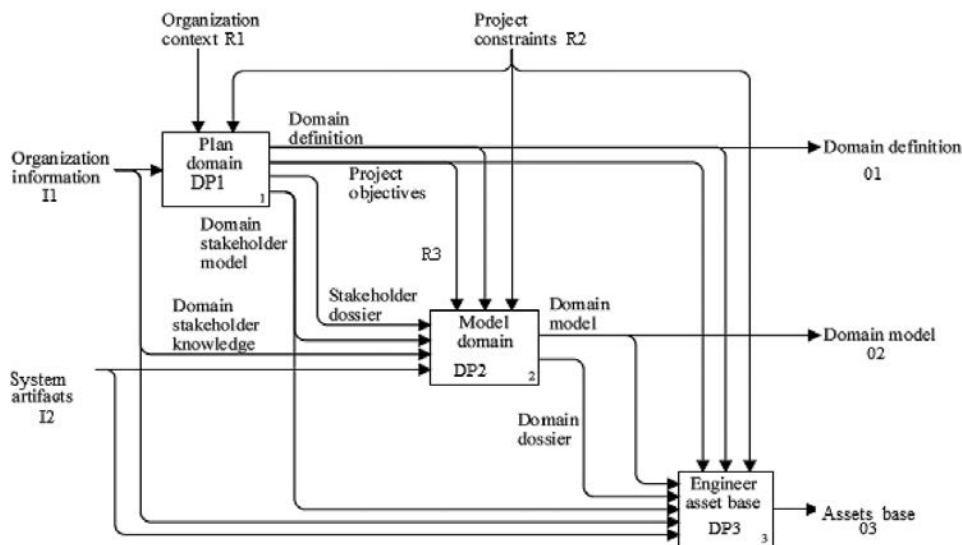 Organization
context R1
Project
constraints R2
Domain
definition
Plan
domain
DP1
1
Organization
information
I1
Domain definition
01
Project
objectives
Domain
stakeholder
model
R3
Stakeholder
dossier
Domain
stakeholder
knowledge
Model
domain
DP2
2
Domain
model
Domain model
02
System
artifacts
I2
Domain
dossier
Engineer
asset base
DP3
3
Assets base
03